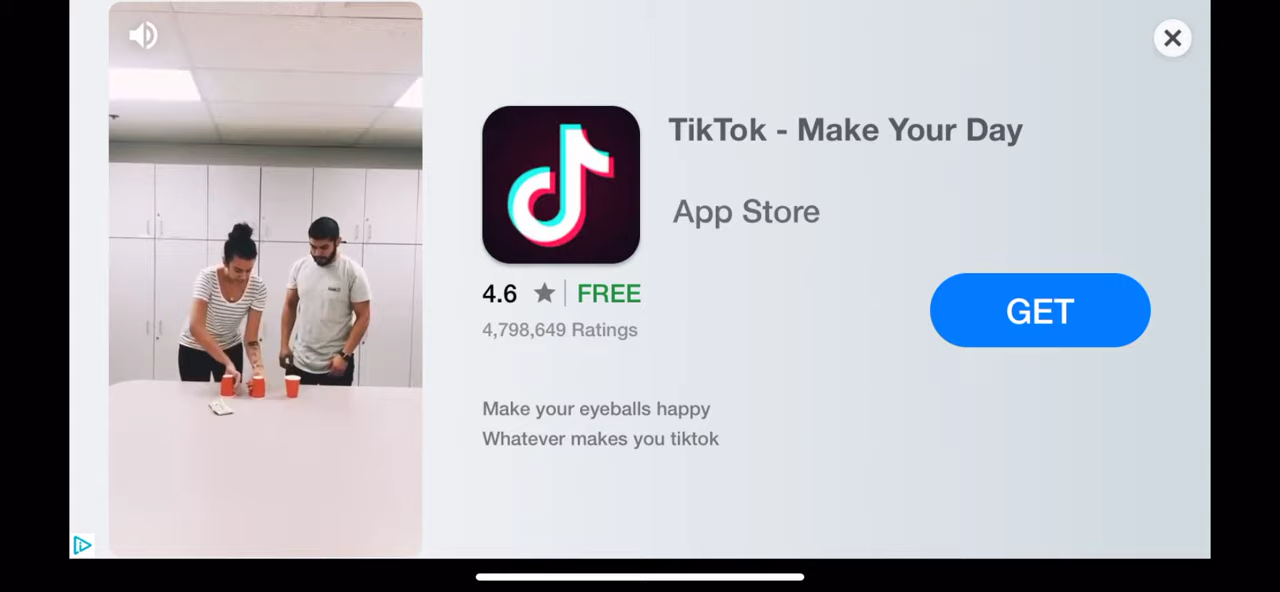 TikTok - Make Your Day
App Store
4.6 ★ | FREE
4,798,649 Ratings
GET
Make your eyeballs happy
Whatever makes you tiktok